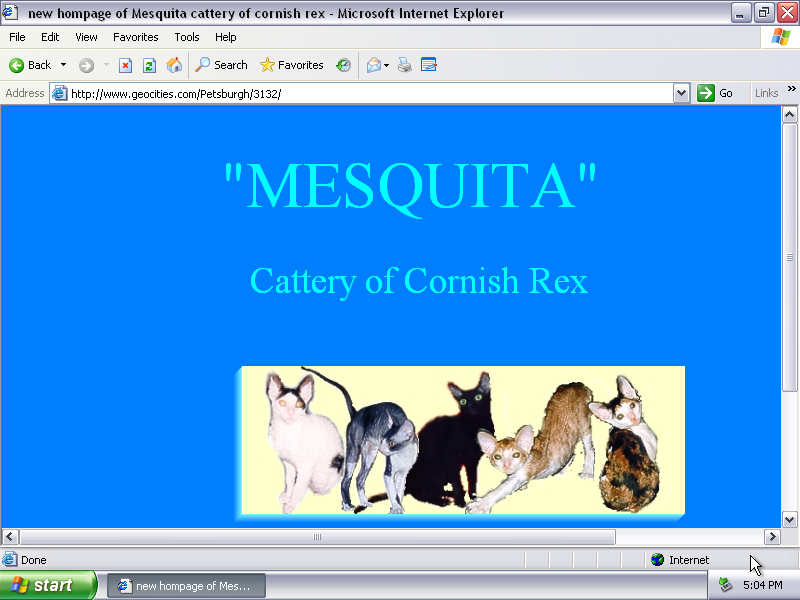 new hompage of Mesquita cattery of cornish rex - Microsoft Internet Explorer
File Edit View Favorites Tools Help
Back Search Favorites
Address http://www.geocities.com/Petsburgh/3132/ Go Links »
"MESQUITA"
Cattery of Cornish Rex
Done Internet
start new hompage of Mes... 5:04 PM